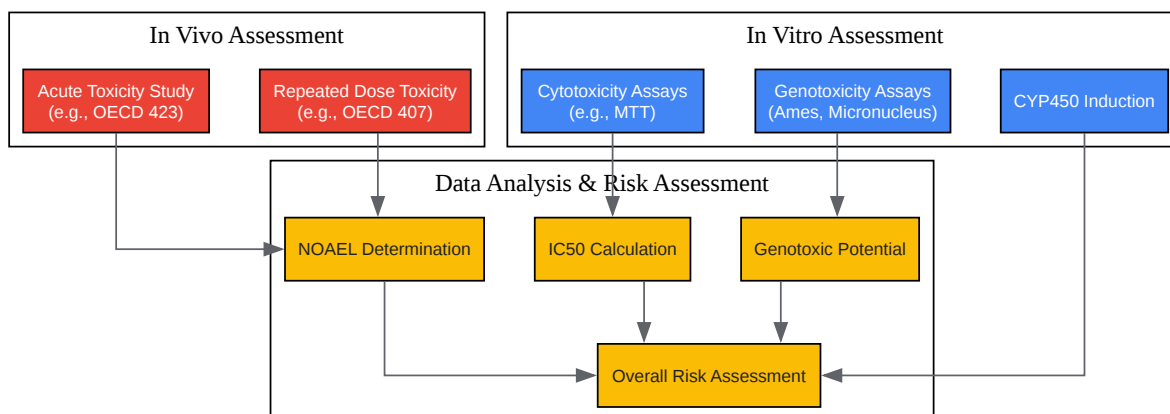 In Vivo Assessment
In Vitro Assessment
Acute Toxicity Study
(e.g., OECD 423)
Repeated Dose Toxicity
(e.g., OECD 407)
Cytotoxicity Assays
(e.g., MTT)
Genotoxicity Assays
(Ames, Micronucleus)
CYP450 Induction
Data Analysis & Risk Assessment
NOAEL Determination
IC50 Calculation
Genotoxic Potential
Overall Risk Assessment